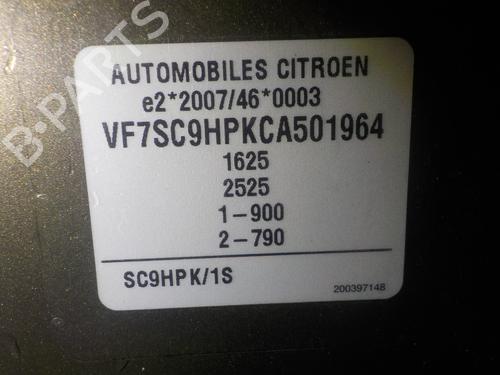 AUTOMOBILES CITROEN
e2*2007/46*0003
VF7SC9HPKCA501964
1625
2525
1-900
2-790
SC9HPK/1S
200397148
B-PARTS